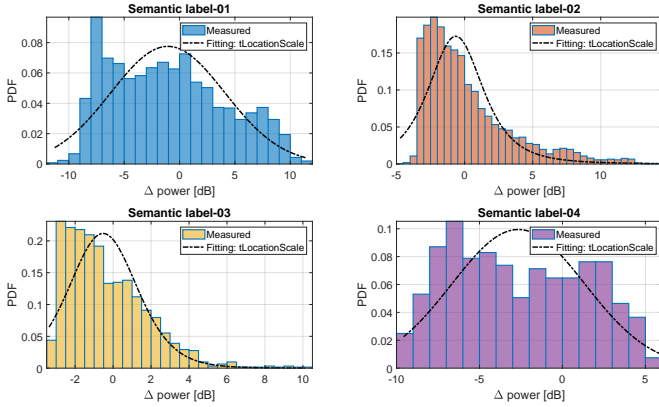 Semantic label-01
Measured
Fitting: tLocationScale
PDF
0.08
0.06
0.04
0.02
0
-10
-5
0
5
10
Δ power [dB]
Semantic label-02
Measured
Fitting: tLocationScale
PDF
0.15
0.1
0.05
0
-5
0
5
10
Δ power [dB]
Semantic label-03
Measured
Fitting: tLocationScale
PDF
0.2
0.15
0.1
0.05
0
-2
0
2
4
6
8
10
Δ power [dB]
Semantic label-04
Measured
Fitting: tLocationScale
PDF
0.1
0.08
0.06
0.04
0.02
0
-10
-5
0
5
Δ power [dB]